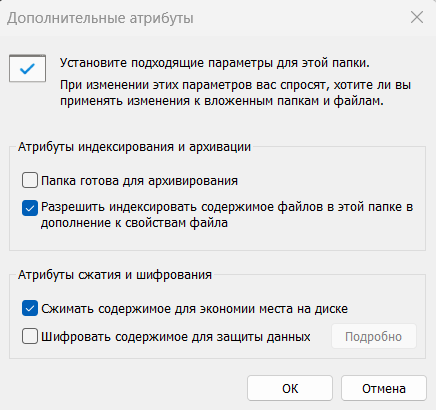 Дополнительные атрибуты
Установите подходящие параметры для этой папки.
При изменении этих параметров вас спросят, хотите ли вы
применять изменения к вложенным папкам и файлам.
Атрибуты индексирования и архивации
Папка готова для архивирования
Разрешить индексировать содержимое файлов в этой папке в
дополнение к свойствам файла
Атрибуты сжатия и шифрования
Сжимать содержимое для экономии места на диске
Шифровать содержимое для защиты данных
Подробно
ОК
Отмена